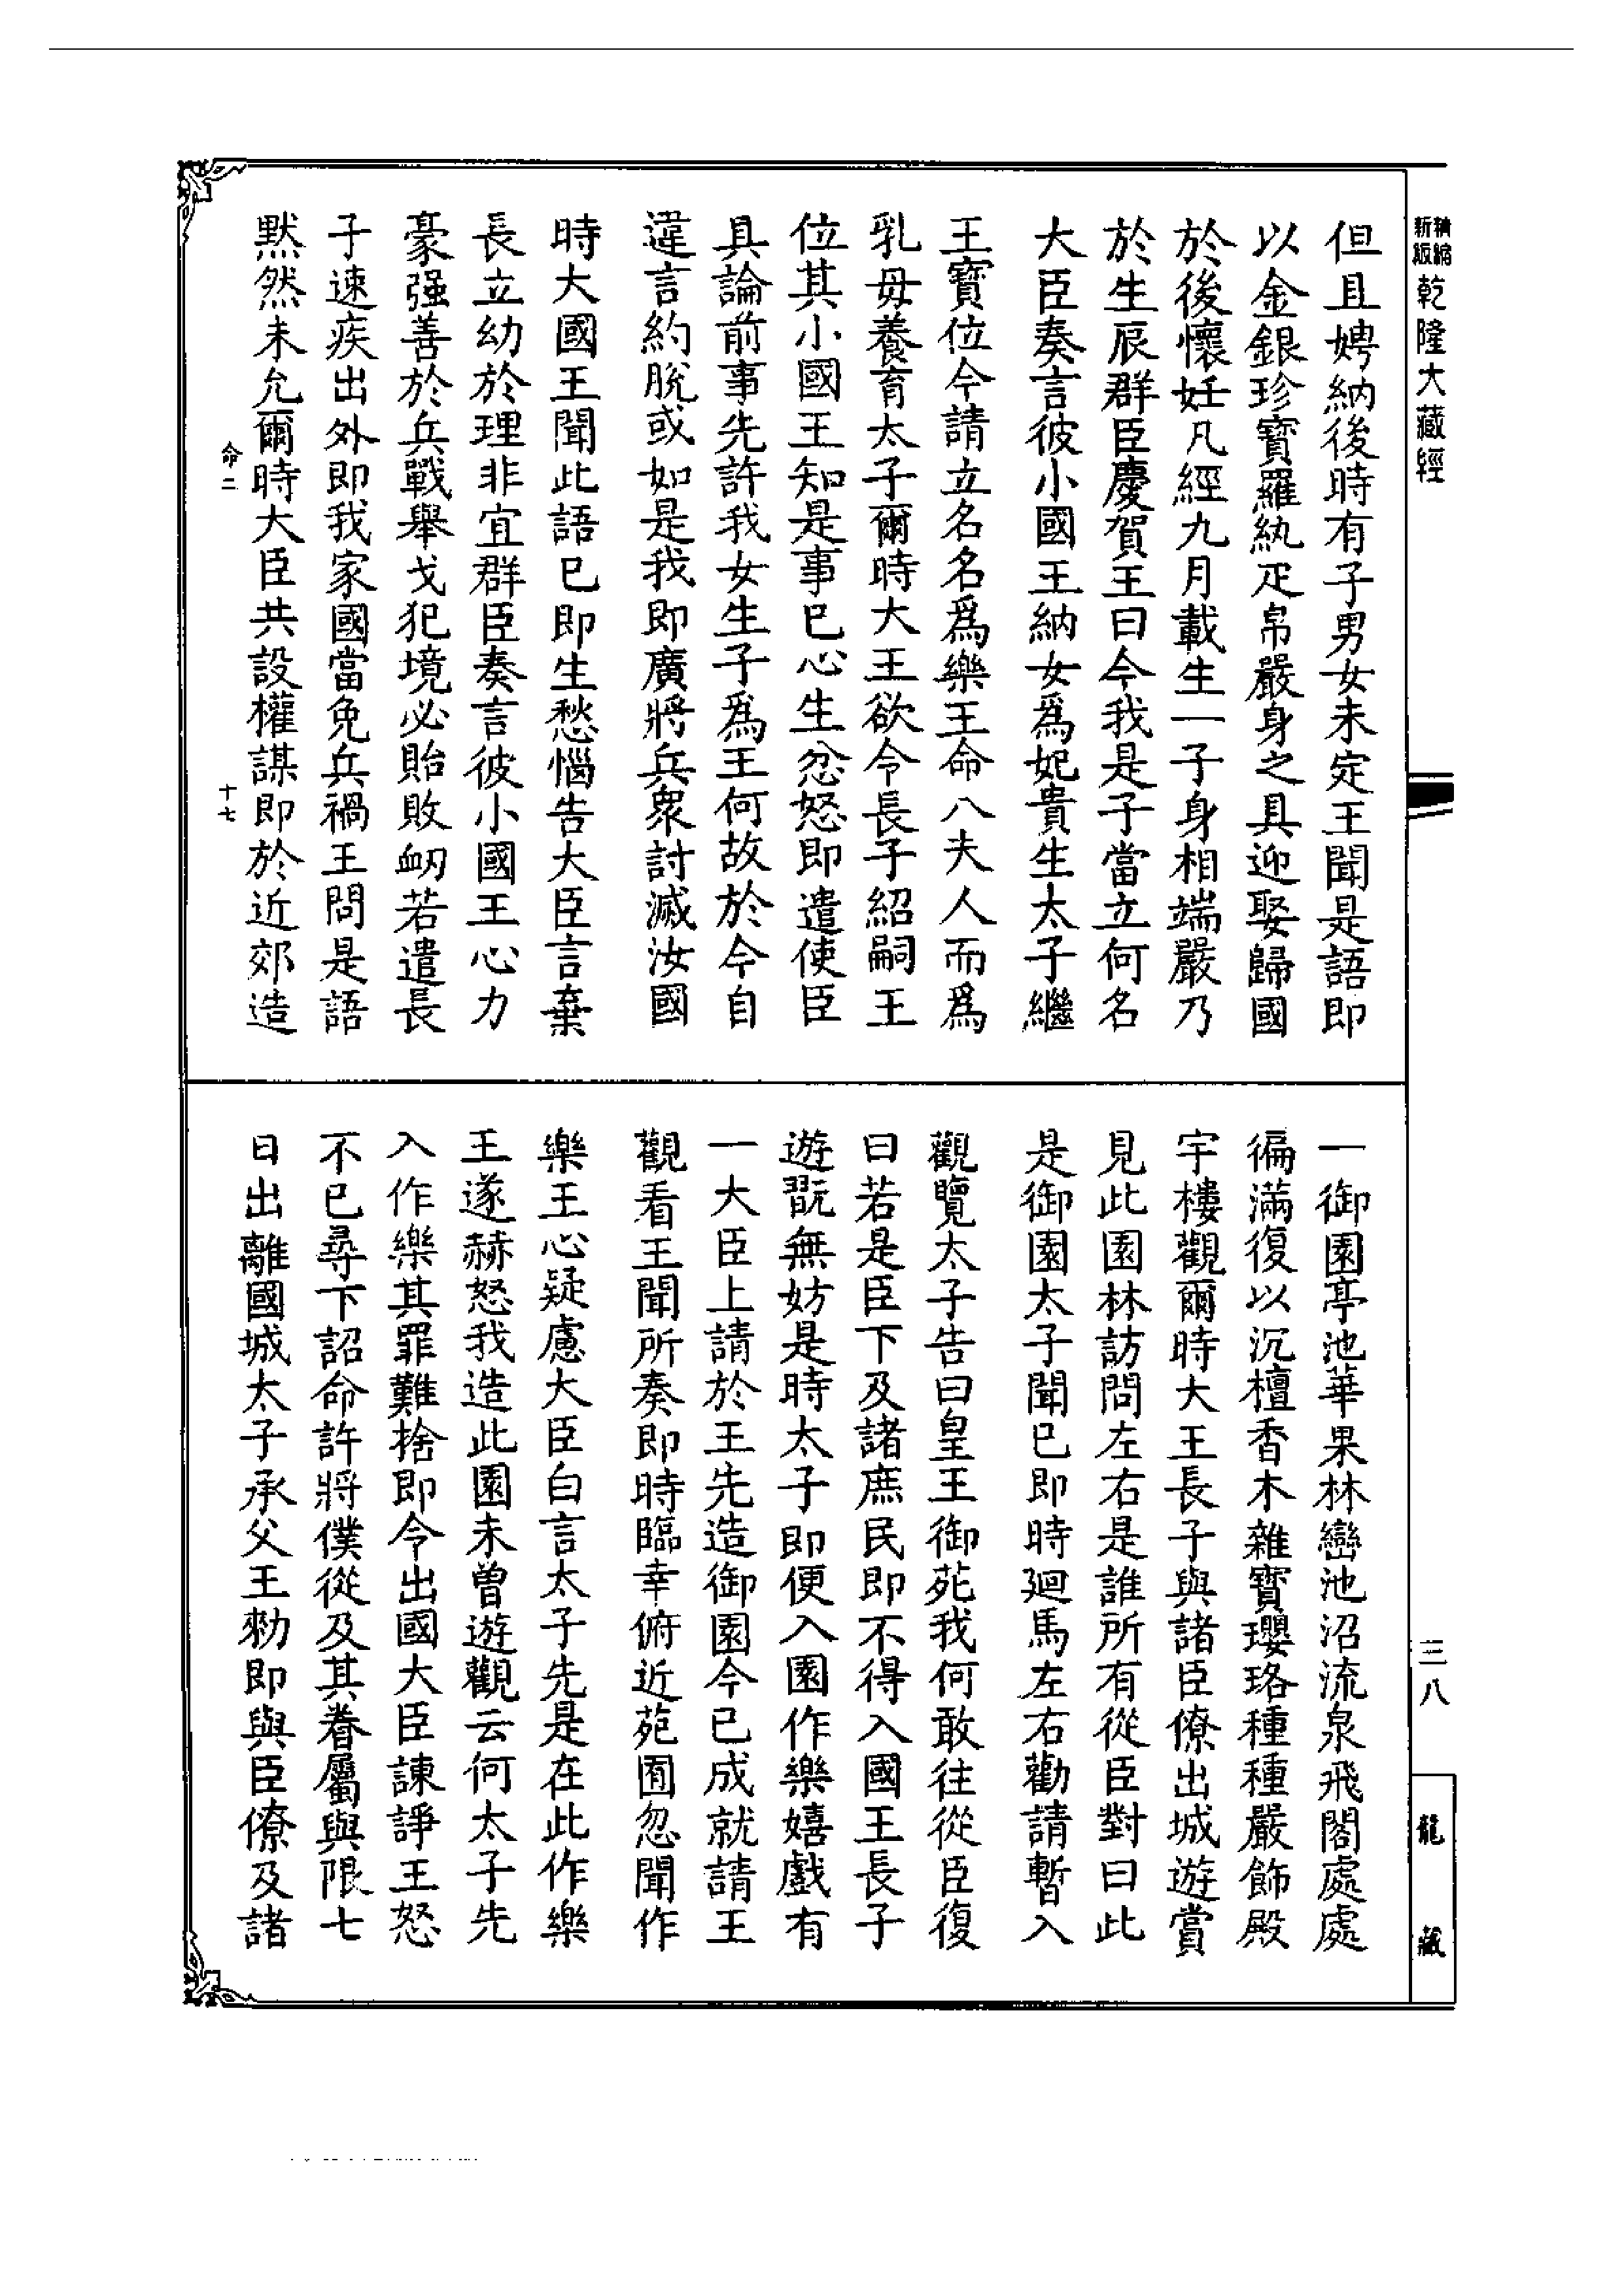 精縮
新版
乾隆大藏經
但且娉納後時有子男女未定王聞是語即
以金銀珍寶羅紈疋帛嚴身之具迎娶歸國
於後懷妊凡經九月載生一子身相端嚴乃
於生辰群臣慶賀王曰今我是子當立何名
大臣奏言彼小國王納女爲妃貴生太子繼
王寶位今請立名名爲樂王命八夫人而爲
乳母養育太子爾時大王欲令長子紹嗣王
位其小國王知是事已心生忿怒即遣使臣
具論前事先許我女生子爲王何故於今自
違言約脫或如是我即廣將兵衆討滅汝國
時大國王聞此語已即生愁惱告大臣言棄
長立幼於理非宜群臣奏言彼小國王心力
豪强善於兵戰舉戈犯境必貽敗衂若遣長
子速疾出外即我家國當免兵禍王問是語
默然未允爾時大臣共設權謀即於近郊造
命二
十七
一御園亭池華果林巒池沼流泉飛閣處處
徧滿復以沉檀香木雜寶瓔珞種種嚴飾殿
宇樓觀爾時大王長子與諸臣僚出城遊賞
見此園林訪問左右是誰所有從臣對曰此
是御園太子聞已即時廻馬左右勸請暫入
觀覽太子告曰皇王御苑我何敢往從臣復
曰若是臣下及諸庶民即不得入國王長子
遊翫無妨是時太子即便入園作樂嬉戲有
一大臣上請於王先造御園今已成就請王
觀看王聞所奏即時臨幸俯近苑囿忽聞作
樂王心疑慮大臣白言太子先是在此作樂
王遂赫怒我造此園未曾遊觀云何太子先
入作樂其罪難捨即令出國大臣諫諍王怒
不已尋下詔命許將僕從及其眷屬與限七
日出離國城太子承父王勑即與臣僚及諸
三八
龍藏